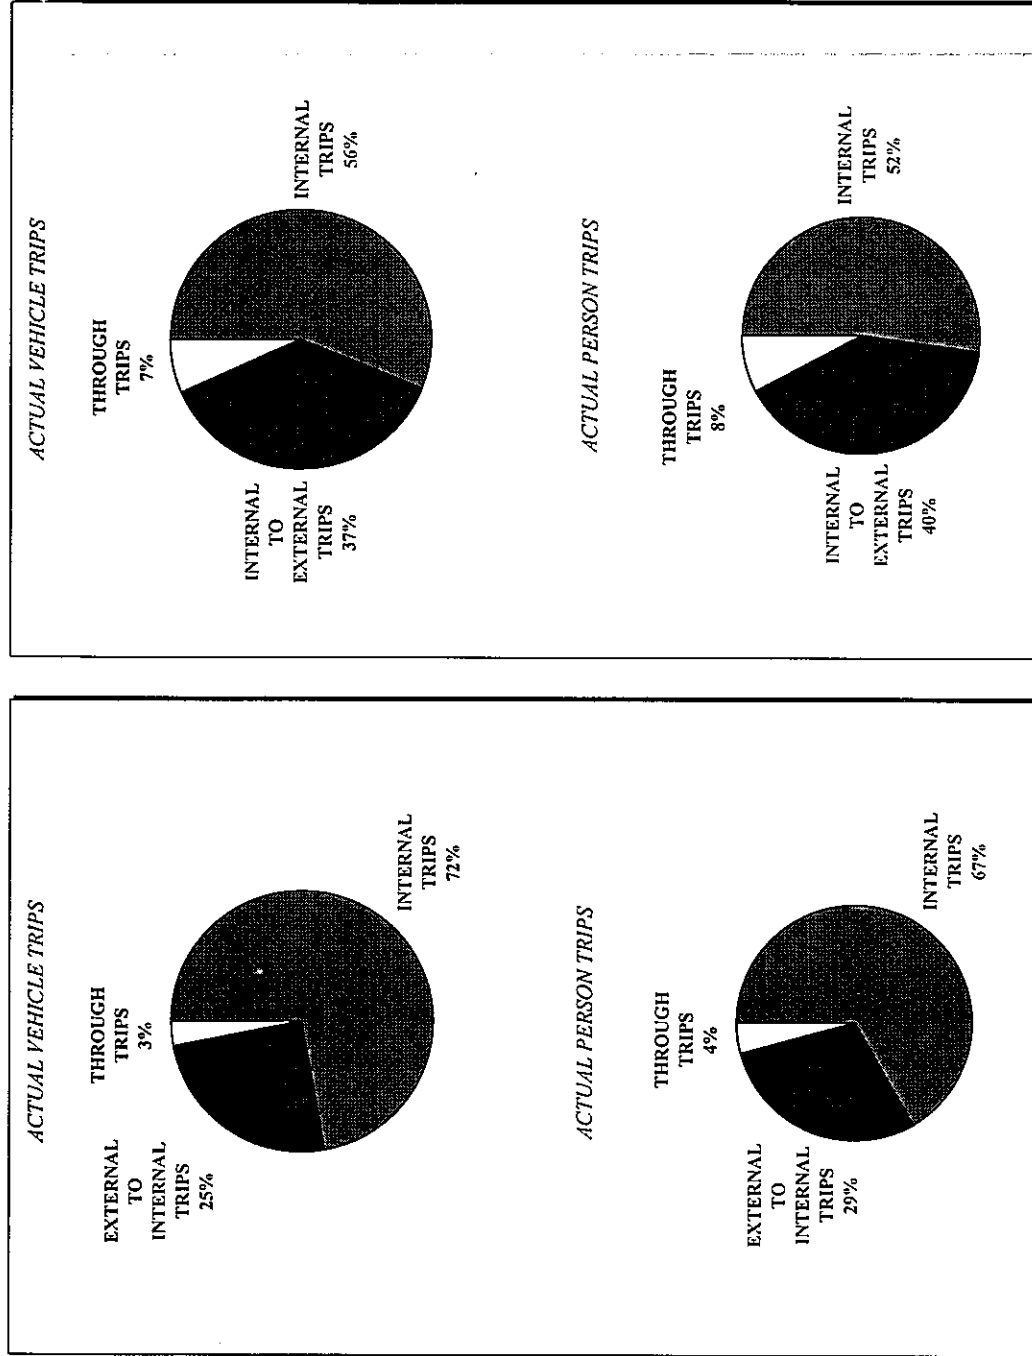 ACTUAL VEHICLE TRIPS
THROUGH
TRIPS
3%
EXTERNAL
TO
INTERNAL
TRIPS
25%
INTERNAL
TRIPS
72%
ACTUAL PERSON TRIPS
THROUGH
TRIPS
4%
EXTERNAL
TO
INTERNAL
TRIPS
29%
INTERNAL
TRIPS
67%
ACTUAL VEHICLE TRIPS
THROUGH
TRIPS
7%
INTERNAL
TO
EXTERNAL
TRIPS
37%
INTERNAL
TRIPS
56%
ACTUAL PERSON TRIPS
THROUGH
TRIPS
8%
INTERNAL
TO
EXTERNAL
TRIPS
40%
INTERNAL
TRIPS
52%